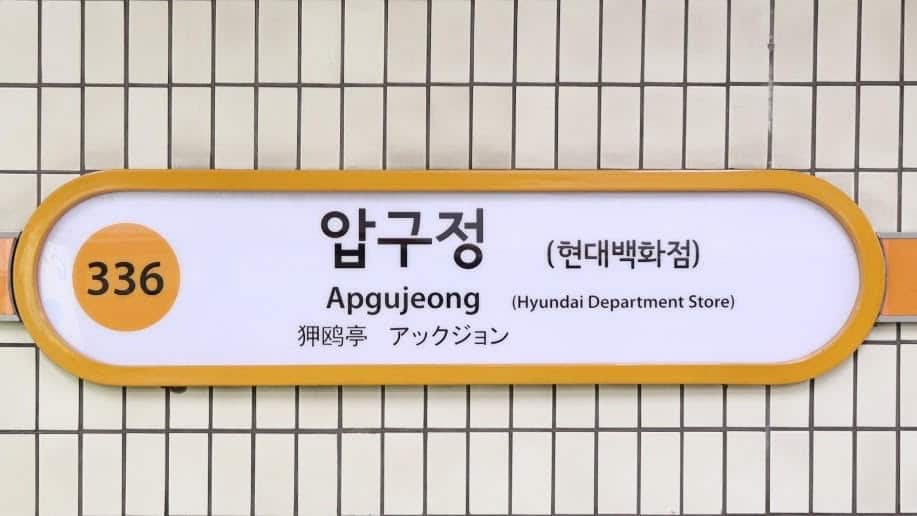 336
압구정 (현대백화점)
Apgujeong (Hyundai Department Store)
狎鸥亭 アックジョン